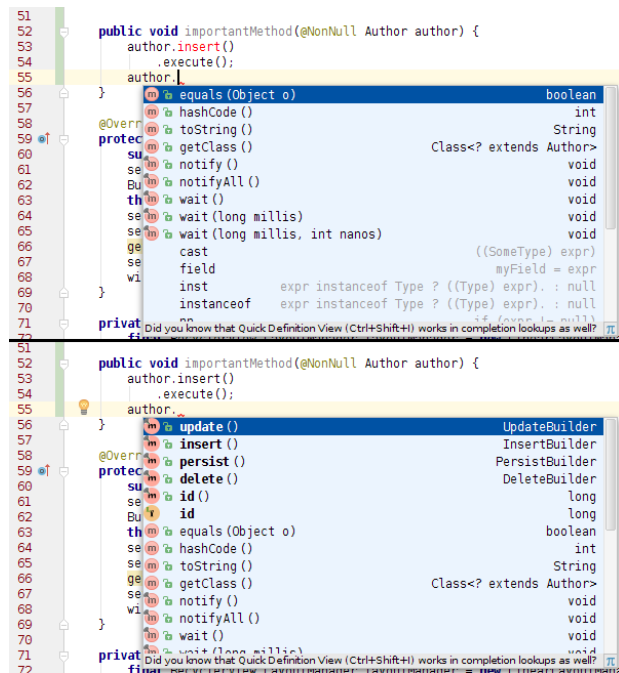 51
52 public void importantMethod(@NonNull Author author) {
53 author.insert()
54 .execute();
55 author.
56 }
m equals(Object o) boolean
57
m hashCode() int
58 @Overr
m toString() String
59 protec
m getClass() Class<? extends Author>
60 su
m notify() void
61 se
m notifyAll() void
62 Bu
m wait() void
63 th
m wait(long millis) void
64 se
m wait(long millis, int nanos) void
65 se
cast ((SomeType) expr)
66 ge
field myField = expr
67 se
inst expr instanceof Type ? ((Type) expr). : null
68 wi
instanceof expr instanceof Type ? ((Type) expr). : null
69 }
70
if (expr != null)
71 privat
Did you know that Quick Definition View (Ctrl+Shift+I) works in completion lookups as well? π
72
51
52 public void importantMethod(@NonNull Author author) {
53 author.insert()
54 .execute();
55 author.
56 }
m update() UpdateBuilder
57
m insert() InsertBuilder
58 @Overr
m persist() PersistBuilder
59 protec
m delete() DeleteBuilder
60 su
m id() long
61 se
62 Bu
id long
63 th
m equals(Object o) boolean
64 se
m hashCode() int
65 se
m toString() String
66 ge
m getClass() Class<? extends Author>
67 se
m notify() void
68 wi
m notifyAll() void
69 }
m wait() void
70
m wait(long millis) void
71 privat
Did you know that Quick Definition View (Ctrl+Shift+I) works in completion lookups as well? π
72